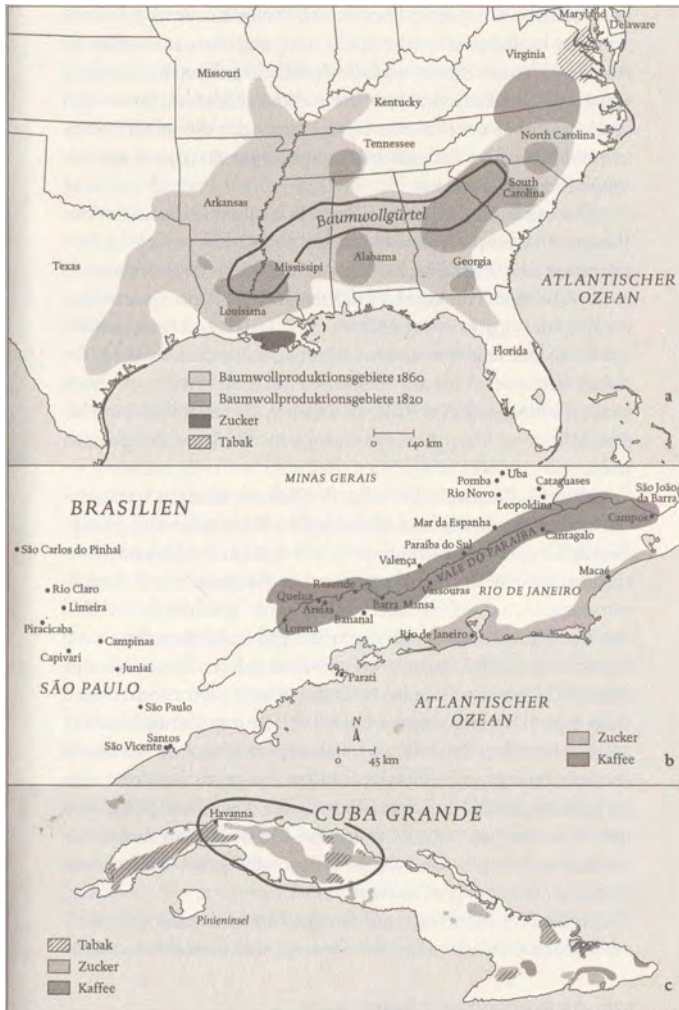 Maryland
Delaware
Virginia
Missouri
Kentucky
North Carolina
Tennessee
South
Carolina
Arkansas
Baumwollgürtel
Texas
Mississipi
Alabama
Georgia
Louisiana
ATLANTISCHER
OZEAN
Florida
Baumwollproduktionsgebiete 1860
Baumwollproduktionsgebiete 1820
Zucker
Tabak
0 140 km
a
MINAS GERAIS
Uba
Pomba
Cataguases
Rio Novo
Leopoldina
São João
da Barra
BRASILIEN
Mar da Espanha
Campos
Cantagalo
São Carlos do Pinhal
Paraíba do Sul
VALE DO PARAIBA
Valença
Macaé
Rio Claro
Resende
Vassouras
RIO DE JANEIRO
Limeira
Queluz
Areias
Barra Mansa
Piracicaba
Bananal
Lorena
Campinas
Rio de Janeiro
Capivari
Juniaí
Parati
SÃO PAULO
São Paulo
ATLANTISCHER
OZEAN
N
Santos
São Vicente
0 45 km
Zucker
Kaffee
b
Havanna
CUBA GRANDE
Pinieninsel
Tabak
Zucker
Kaffee
c